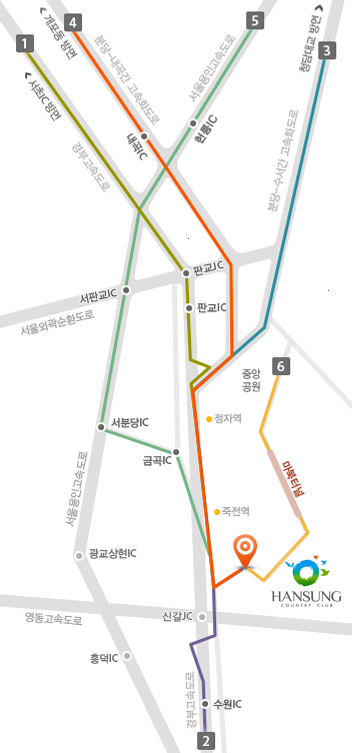 1
4
5
3
< 서초IC방면
< 개포동 방면
분당-내곡간 고속화도로
서울용인고속도로
청담대교 방면 >
경부고속도로
내곡IC
헌릉IC
분당-수서간 고속화도로
판교JC
서판교IC
판교IC
서울외곽순환도로
중앙
공원
6
정자역
서분당IC
금곡IC
마북터널
서울용인고속도로
죽전역
광교상현IC
HANSUNG
COUNTRY CLUB
영동고속도로
신갈JC
흥덕IC
경부고속도로
수원IC
2